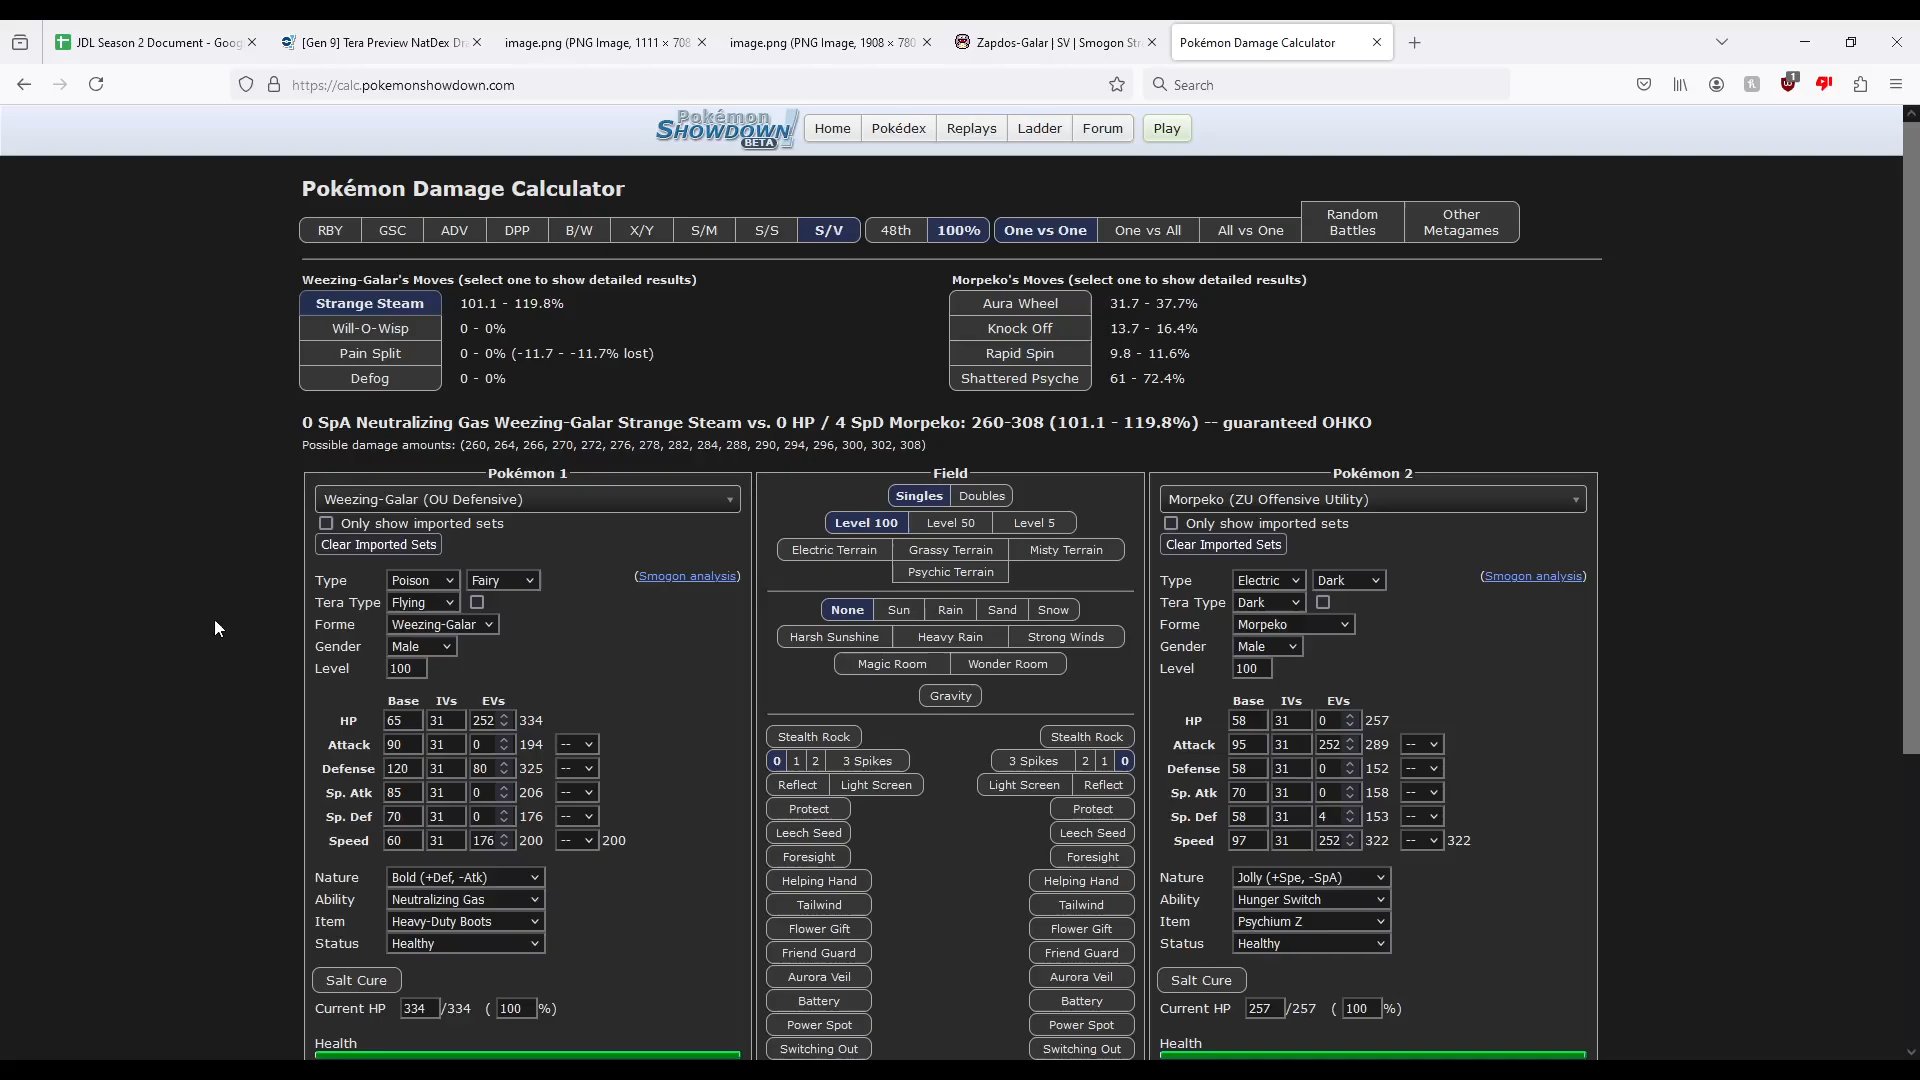 JDL Season 2 Document - Goog
[Gen 9] Tera Preview NatDex Dra
image.png (PNG Image, 1111 × 708
image.png (PNG Image, 1908 × 780
Zapdos-Galar | SV | Smogon Str
Pokémon Damage Calculator
https://calc.pokemonshowdown.com
Search
1
Pokémon SHOWDOWN! BETA
Home Pokédex Replays Ladder Forum Play
Pokémon Damage Calculator
RBY GSC ADV DPP B/W X/Y S/M S/S S/V 48th 100% One vs One One vs All All vs One Random Battles Other Metagames
Weezing-Galar's Moves (select one to show detailed results)
Strange Steam 101.1 - 119.8%
Will-O-Wisp 0 - 0%
Pain Split 0 - 0% (-11.7 - -11.7% lost)
Defog 0 - 0%
Morpeko's Moves (select one to show detailed results)
Aura Wheel 31.7 - 37.7%
Knock Off 13.7 - 16.4%
Rapid Spin 9.8 - 11.6%
Shattered Psyche 61 - 72.4%
0 SpA Neutralizing Gas Weezing-Galar Strange Steam vs. 0 HP / 4 SpD Morpeko: 260-308 (101.1 - 119.8%) -- guaranteed OHKO
Possible damage amounts: (260, 264, 266, 270, 272, 276, 278, 282, 284, 288, 290, 294, 296, 300, 302, 308)
Pokémon 1
Weezing-Galar (OU Defensive)
Only show imported sets
Clear Imported Sets
Type Poison Fairy (Smogon analysis)
Tera Type Flying
Forme Weezing-Galar
Gender Male
Level 100
Base IVs EVs
HP 65 31 252 334
Attack 90 31 0 194 --
Defense 120 31 80 325 --
Sp. Atk 85 31 0 206 --
Sp. Def 70 31 0 176 --
Speed 60 31 176 200 -- 200
Nature Bold (+Def, -Atk)
Ability Neutralizing Gas
Item Heavy-Duty Boots
Status Healthy
Salt Cure
Current HP 334/334 ( 100 %)
Health
Field
Singles Doubles
Level 100 Level 50 Level 5
Electric Terrain Grassy Terrain Misty Terrain
Psychic Terrain
None Sun Rain Sand Snow
Harsh Sunshine Heavy Rain Strong Winds
Magic Room Wonder Room
Gravity
Stealth Rock Stealth Rock
0 1 2 3 Spikes 3 Spikes 2 1 0
Reflect Light Screen Light Screen Reflect
Protect Protect
Leech Seed Leech Seed
Foresight Foresight
Helping Hand Helping Hand
Tailwind Tailwind
Flower Gift Flower Gift
Friend Guard Friend Guard
Aurora Veil Aurora Veil
Battery Battery
Power Spot Power Spot
Switching Out Switching Out
Pokémon 2
Morpeko (ZU Offensive Utility)
Only show imported sets
Clear Imported Sets
Type Electric Dark (Smogon analysis)
Tera Type Dark
Forme Morpeko
Gender Male
Level 100
Base IVs EVs
HP 58 31 0 257
Attack 95 31 252 289 --
Defense 58 31 0 152 --
Sp. Atk 70 31 0 158 --
Sp. Def 58 31 4 153 --
Speed 97 31 252 322 -- 322
Nature Jolly (+Spe, -SpA)
Ability Hunger Switch
Item Psychium Z
Status Healthy
Salt Cure
Current HP 257/257 ( 100 %)
Health